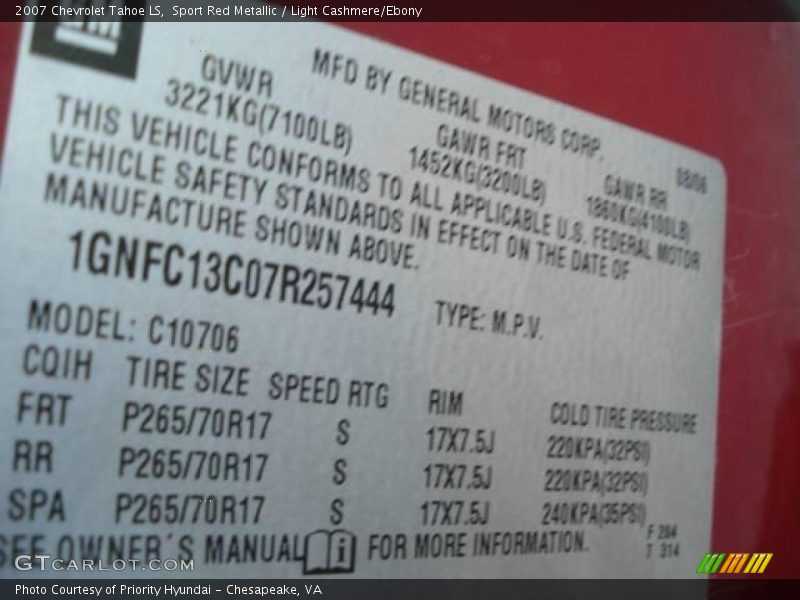 2007 Chevrolet Tahoe LS, Sport Red Metallic / Light Cashmere/Ebony
MFD BY GENERAL MOTORS CORP. 08/06
GVWR GAWR FRT GAWR RR
3221KG(7100LB) 1452KG(3200LB) 1860KG(4100LB)
THIS VEHICLE CONFORMS TO ALL APPLICABLE U.S. FEDERAL MOTOR
VEHICLE SAFETY STANDARDS IN EFFECT ON THE DATE OF
MANUFACTURE SHOWN ABOVE.
1GNFC13C07R257444 TYPE: M.P.V.
MODEL: C10706
CQIH TIRE SIZE SPEED RTG RIM COLD TIRE PRESSURE
FRT P265/70R17 S 17X7.5J 220KPA(32PSI)
RR P265/70R17 S 17X7.5J 220KPA(32PSI)
SPA P265/70R17 S 17X7.5J 240KPA(35PSI)
SEE OWNER'S MANUAL i FOR MORE INFORMATION.
F 284
T 314
GTCARLOT.COM
Photo Courtesy of Priority Hyundai - Chesapeake, VA